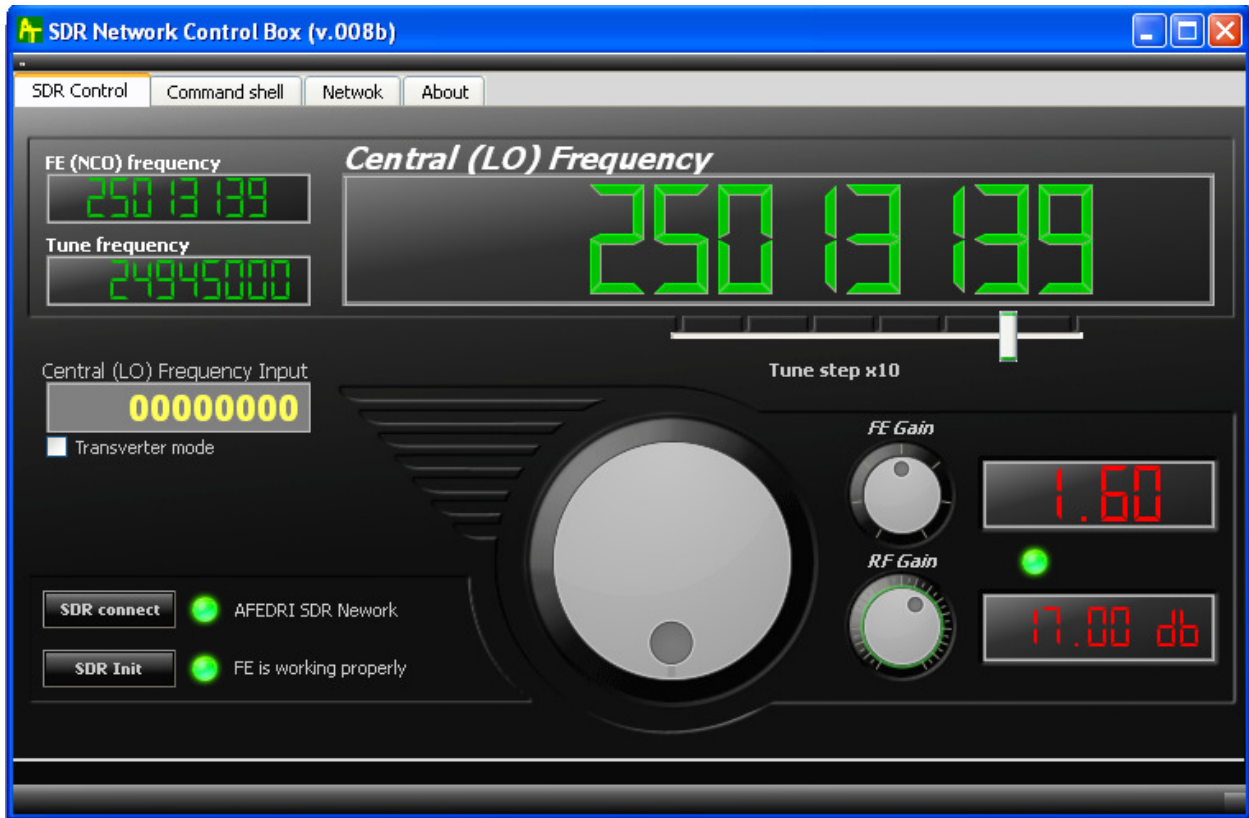 SDR Network Control Box (v.008b)
SDR Control Command shell Netwok About
FE (NCO) frequency
25013139
Tune frequency
24945000
Central (LO) Frequency
25013139
Tune step x10
Central (LO) Frequency Input
00000000
Transverter mode
FE Gain
1.60
RF Gain
17.00 db
SDR connect AFEDRI SDR Nework
SDR Init FE is working properly